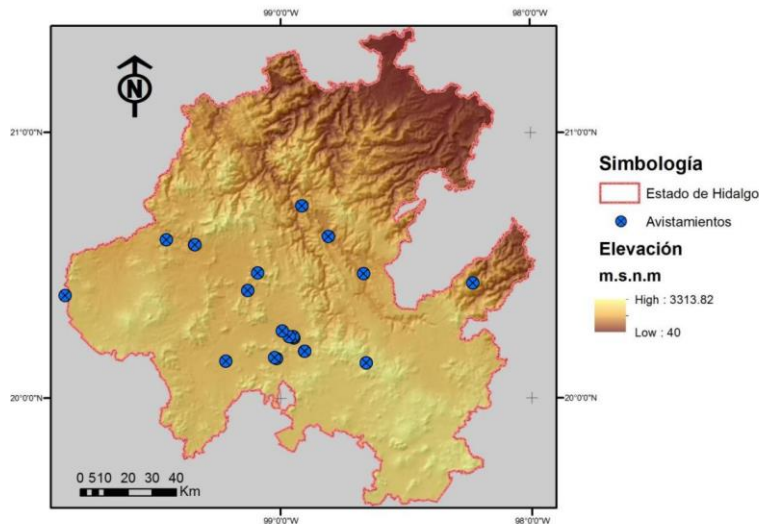 99°0'0"W
98°0'0"W
N
21°0'0"N
21°0'0"N
Simbología
Estado de Hidalgo
Avistamientos
Elevación
m.s.n.m
High : 3313.82
Low : 40
20°0'0"N
20°0'0"N
0 510 20 30 40
Km
99°0'0"W
98°0'0"W